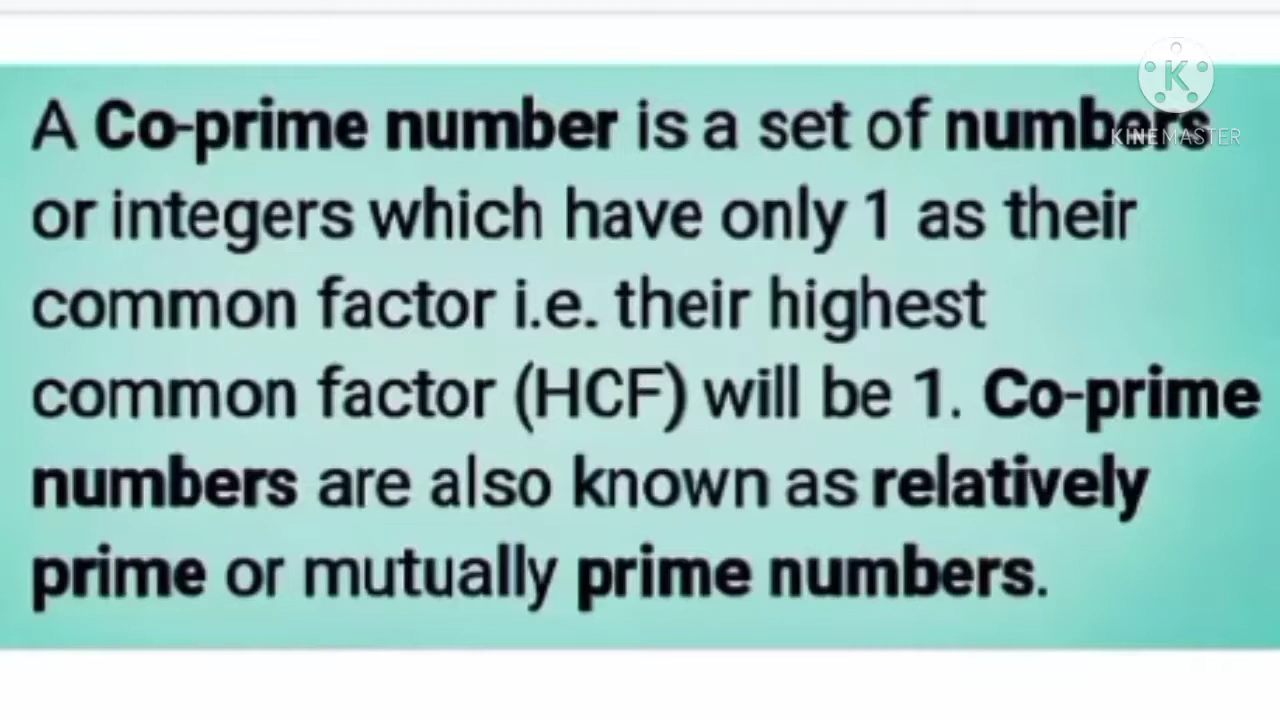 A Co-prime number is a set of numbers
or integers which have only 1 as their
common factor i.e. their highest
common factor (HCF) will be 1. Co-prime
numbers are also known as relatively
prime or mutually prime numbers.
K
KINEMASTER